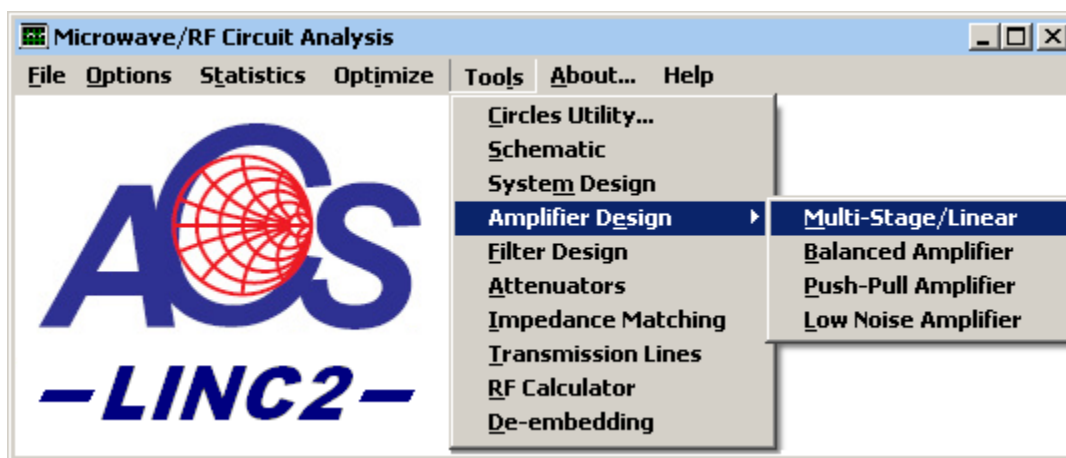 Microwave/RF Circuit Analysis
File Options Statistics Optimize Tools About... Help
Circles Utility...
Schematic
System Design
Amplifier Design
Filter Design
Attenuators
Impedance Matching
Transmission Lines
RF Calculator
De-embedding
Multi-Stage/Linear
Balanced Amplifier
Push-Pull Amplifier
Low Noise Amplifier
ACS
–LINC2–